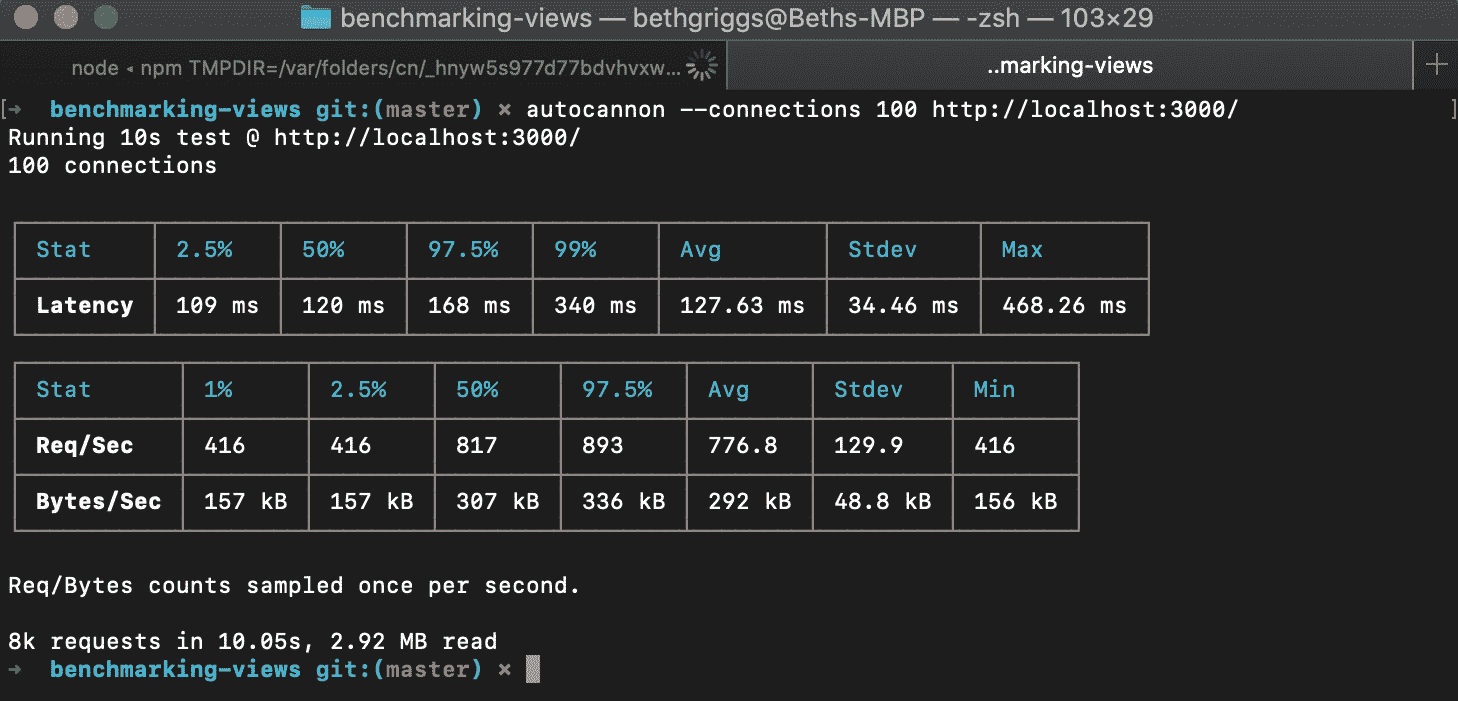 benchmarking-views — bethgriggs@Beths-MBP — -zsh — 103×29
node ◂ npm TMPDIR=/var/folders/cn/_hnyw5s977d77bdvhvxw... ..marking-views +
[➜ benchmarking-views git:(master) × autocannon --connections 100 http://localhost:3000/ ]
Running 10s test @ http://localhost:3000/
100 connections
Stat 2.5% 50% 97.5% 99% Avg Stdev Max
Latency 109 ms 120 ms 168 ms 340 ms 127.63 ms 34.46 ms 468.26 ms
Stat 1% 2.5% 50% 97.5% Avg Stdev Min
Req/Sec 416 416 817 893 776.8 129.9 416
Bytes/Sec 157 kB 157 kB 307 kB 336 kB 292 kB 48.8 kB 156 kB
Req/Bytes counts sampled once per second.
8k requests in 10.05s, 2.92 MB read
➜ benchmarking-views git:(master) ×